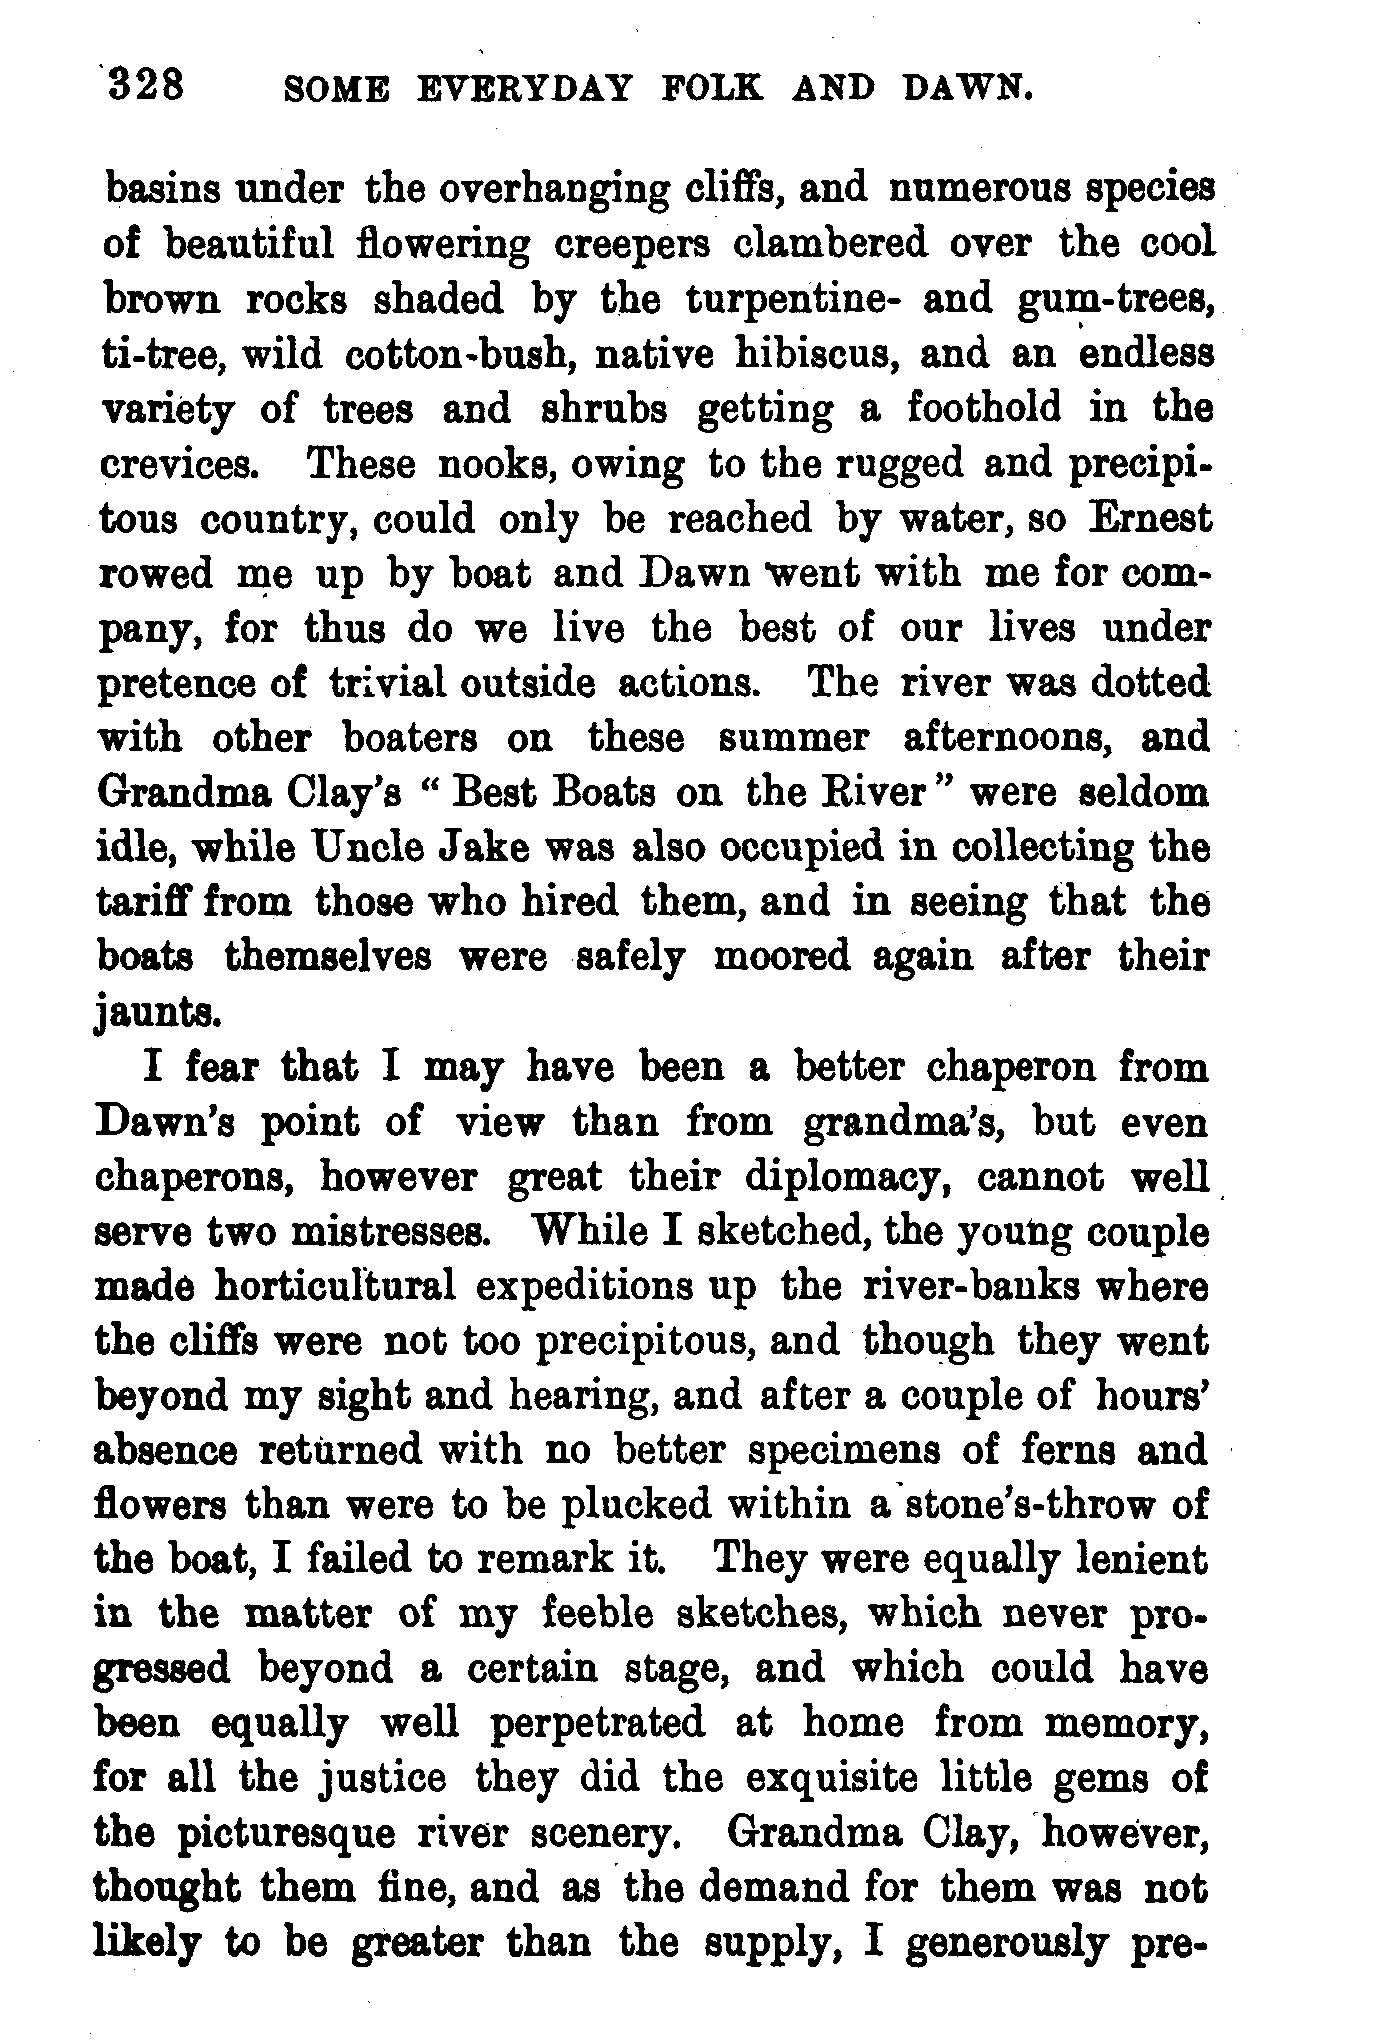 328 SOME EVERYDAY FOLK AND DAWN.
basins under the overhanging cliffs, and numerous species
of beautiful flowering creepers clambered over the cool
brown rocks shaded by the turpentine- and gum-trees,
ti-tree, wild cotton-bush, native hibiscus, and an endless
variety of trees and shrubs getting a foothold in the
crevices. These nooks, owing to the rugged and precipi-
tous country, could only be reached by water, so Ernest
rowed me up by boat and Dawn went with me for com-
pany, for thus do we live the best of our lives under
pretence of trivial outside actions. The river was dotted
with other boaters on these summer afternoons, and
Grandma Clay's "Best Boats on the River" were seldom
idle, while Uncle Jake was also occupied in collecting the
tariff from those who hired them, and in seeing that the
boats themselves were safely moored again after their
jaunts.
I fear that I may have been a better chaperon from
Dawn's point of view than from grandma's, but even
chaperons, however great their diplomacy, cannot well
serve two mistresses. While I sketched, the young couple
made horticultural expeditions up the river-banks where
the cliffs were not too precipitous, and though they went
beyond my sight and hearing, and after a couple of hours'
absence returned with no better specimens of ferns and
flowers than were to be plucked within a stone's-throw of
the boat, I failed to remark it. They were equally lenient
in the matter of my feeble sketches, which never pro-
gressed beyond a certain stage, and which could have
been equally well perpetrated at home from memory,
for all the justice they did the exquisite little gems of
the picturesque river scenery. Grandma Clay, however,
thought them fine, and as the demand for them was not
likely to be greater than the supply, I generously pre-